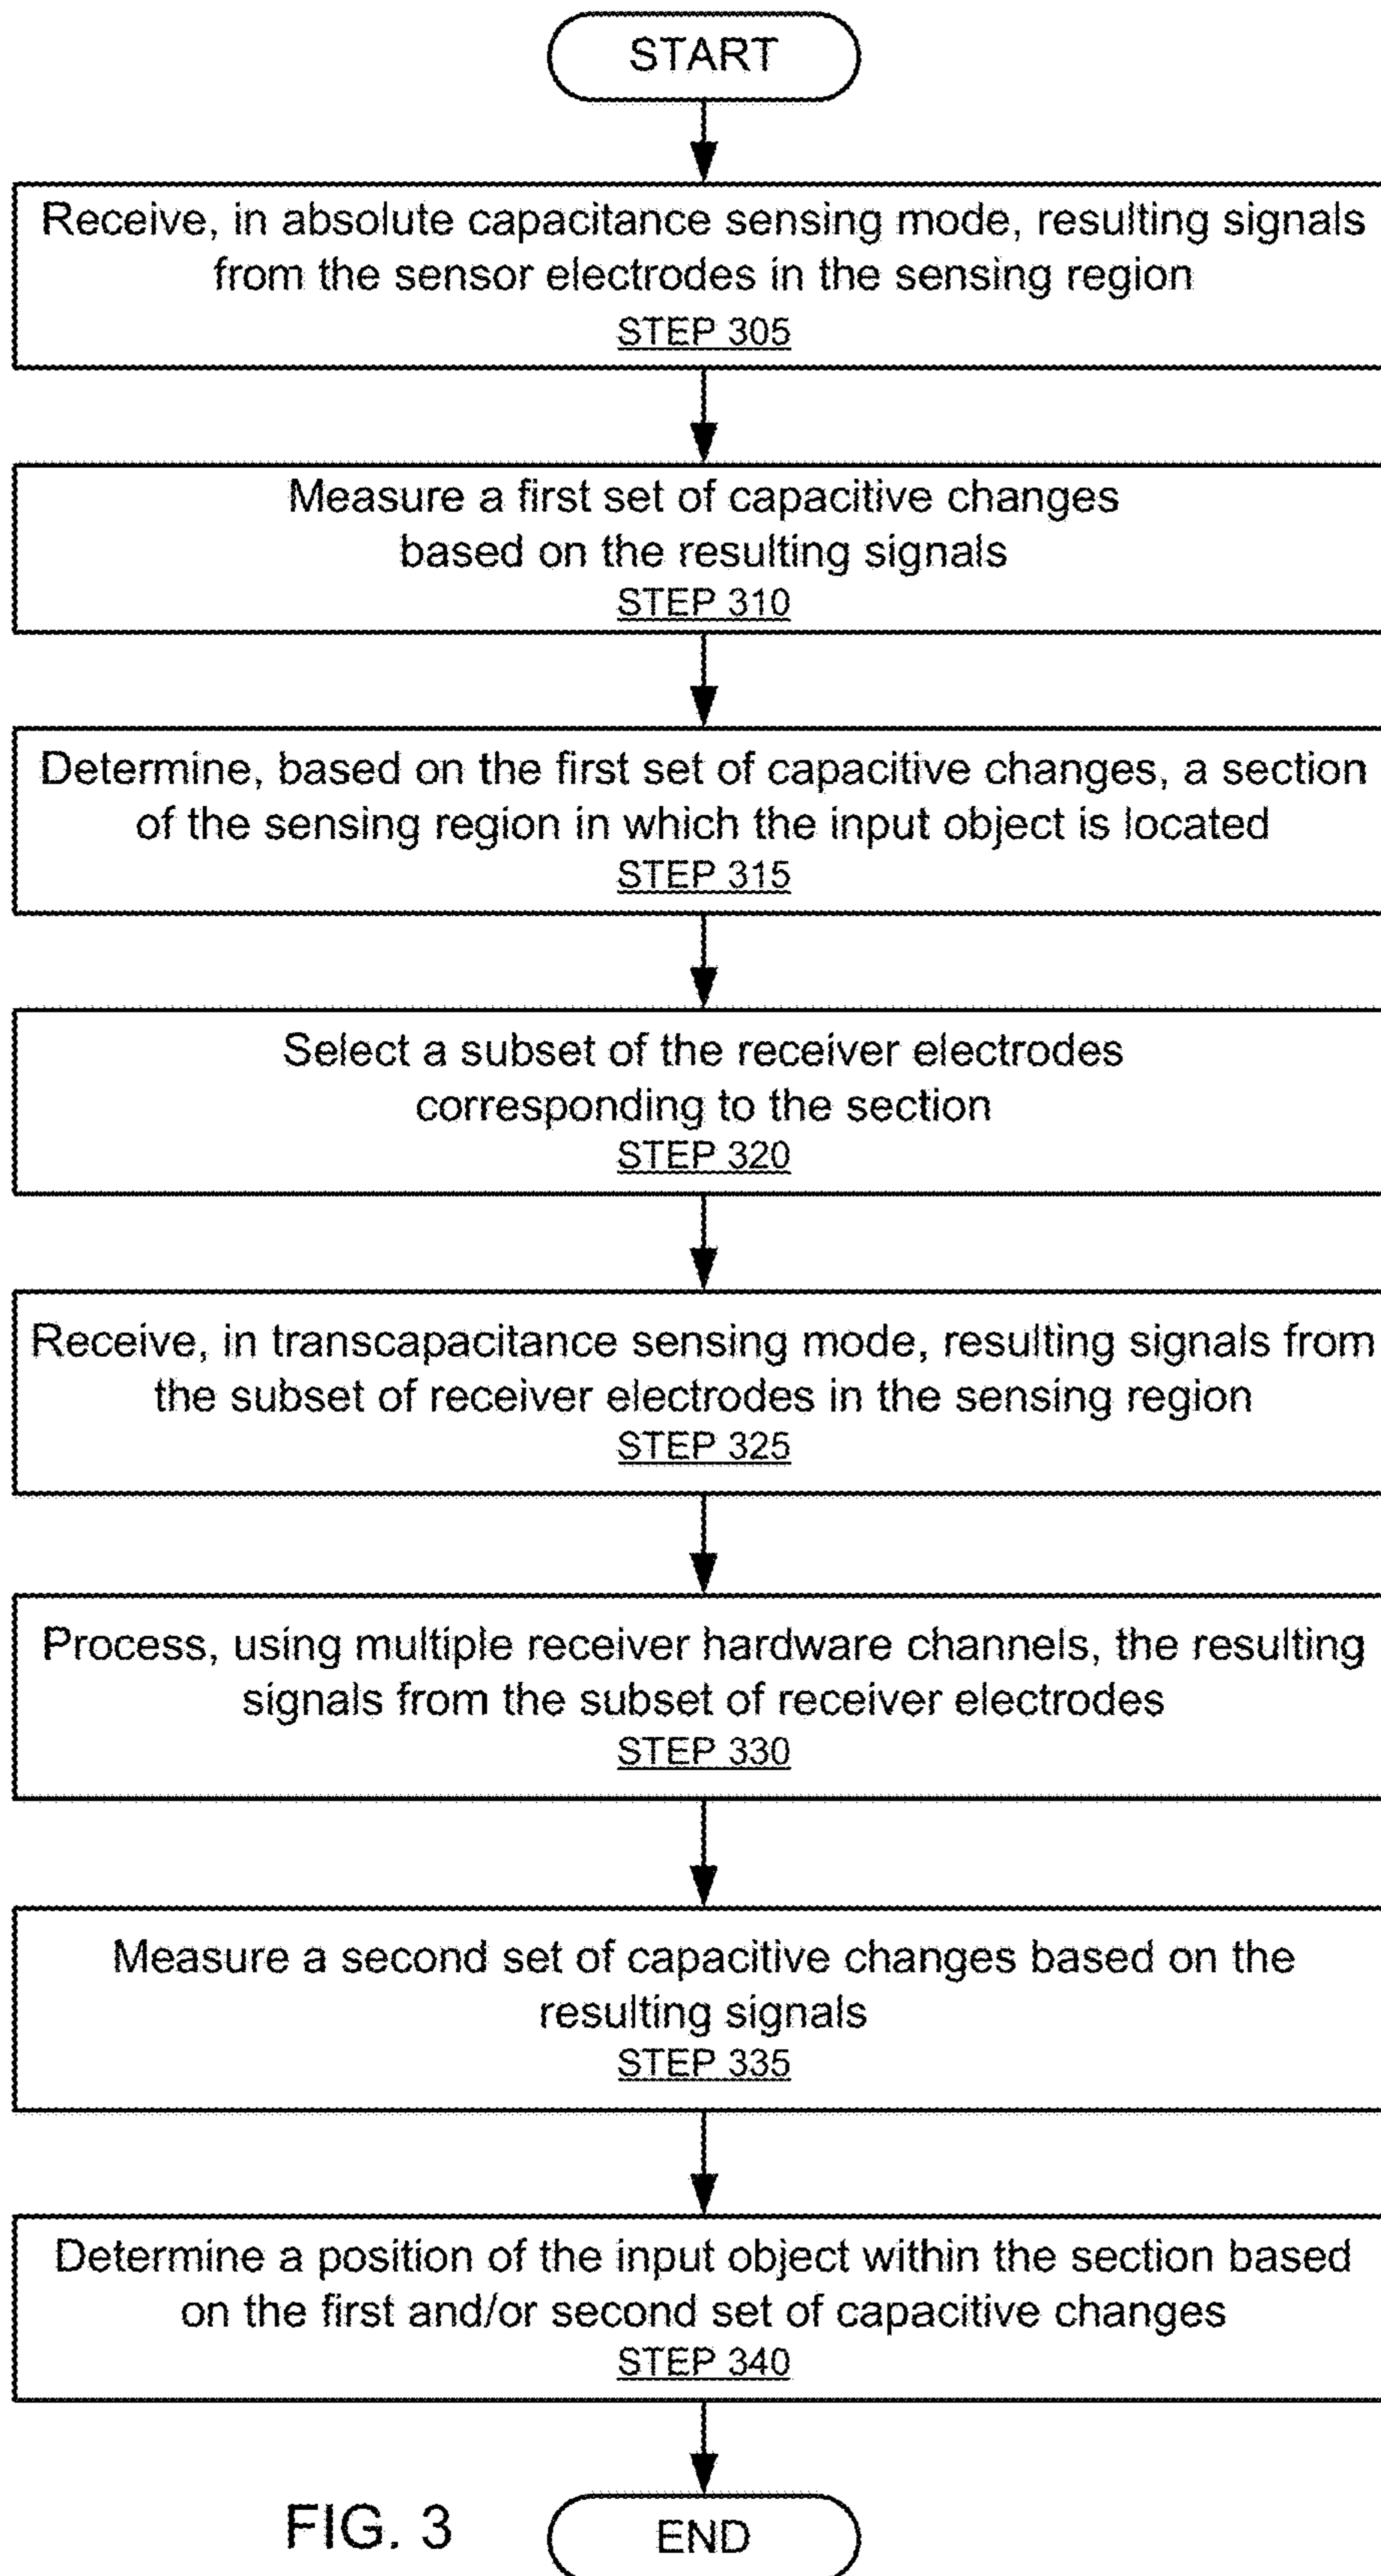 START
Receive, in absolute capacitance sensing mode, resulting signals
from the sensor electrodes in the sensing region
STEP 305
Measure a first set of capacitive changes
based on the resulting signals
STEP 310
Determine, based on the first set of capacitive changes, a section
of the sensing region in which the input object is located
STEP 315
Select a subset of the receiver electrodes
corresponding to the section
STEP 320
Receive, in transcapacitance sensing mode, resulting signals from
the subset of receiver electrodes in the sensing region
STEP 325
Process, using multiple receiver hardware channels, the resulting
signals from the subset of receiver electrodes
STEP 330
Measure a second set of capacitive changes based on the
resulting signals
STEP 335
Determine a position of the input object within the section based
on the first and/or second set of capacitive changes
STEP 340
FIG. 3
END